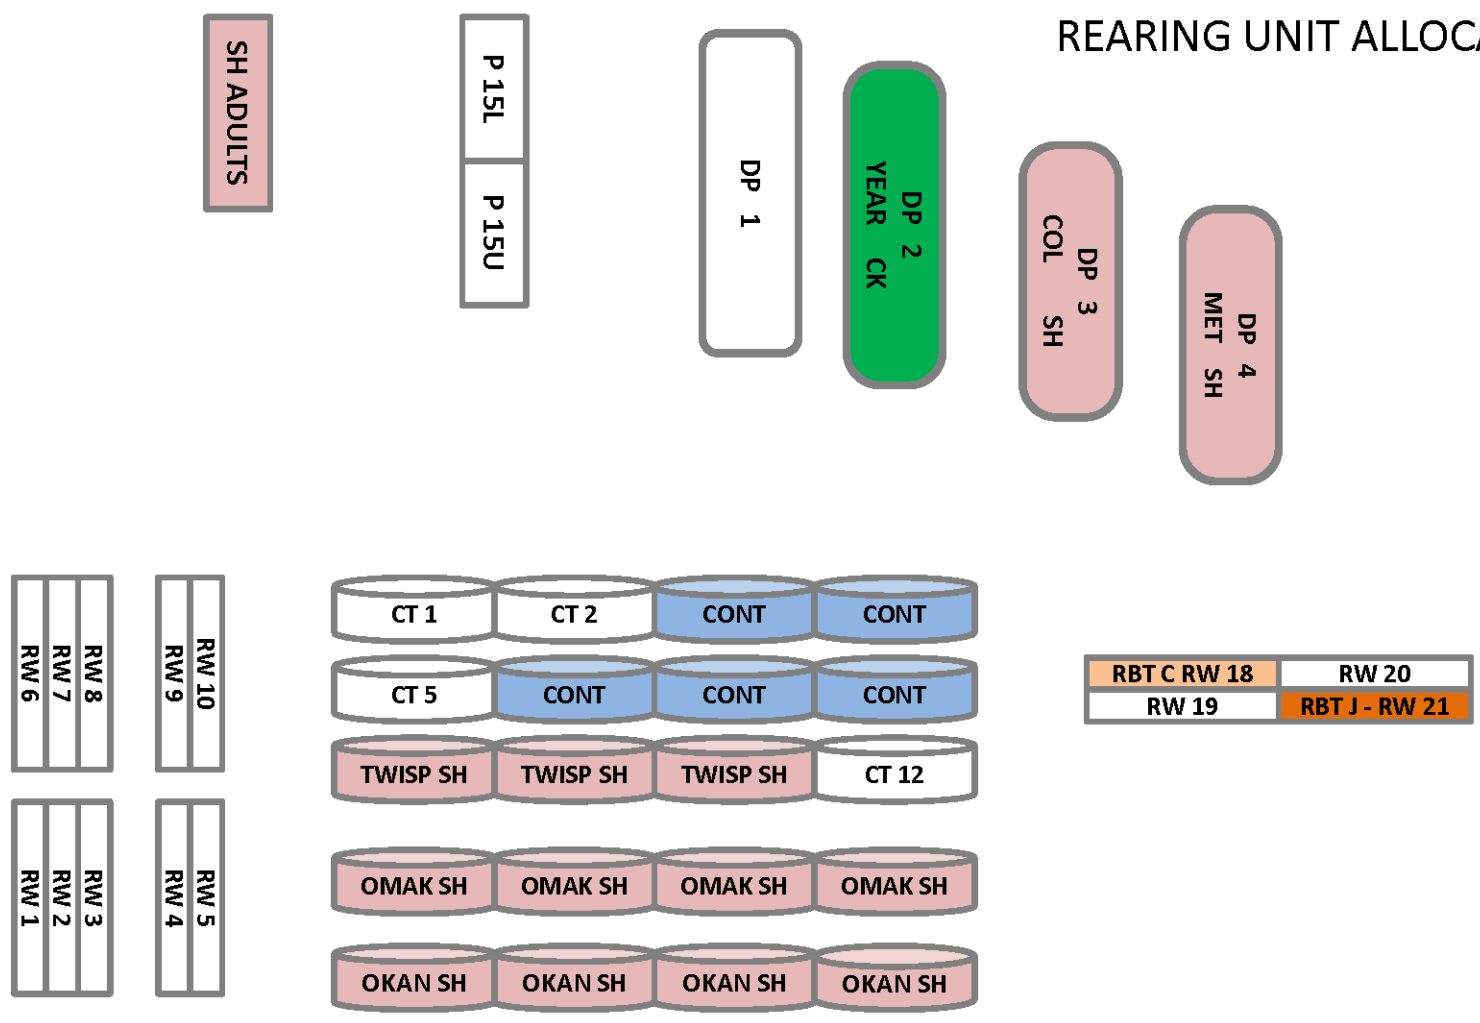 REARING UNIT ALLOCA
SH ADULTS
P 15L
P 15U
DP 1
DP 2
YEAR CK
DP 3
COL SH
DP 4
MET SH
RW 6
RW 7
RW 8
RW 9
RW 10
CT 1
CT 2
CONT
CONT
CT 5
CONT
CONT
CONT
TWISP SH
TWISP SH
TWISP SH
CT 12
RBT C RW 18
RW 20
RW 19
RBT J - RW 21
RW 1
RW 2
RW 3
RW 4
RW 5
OMAK SH
OMAK SH
OMAK SH
OMAK SH
OKAN SH
OKAN SH
OKAN SH
OKAN SH